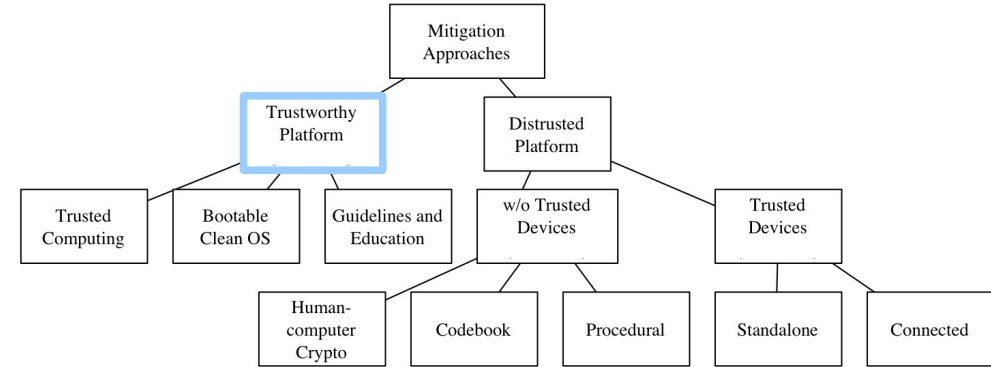 Mitigation
Approaches
Trustworthy
Platform
Distrusted
Platform
Trusted
Computing
Bootable
Clean OS
Guidelines and
Education
w/o Trusted
Devices
Trusted
Devices
Human-
computer
Crypto
Codebook
Procedural
Standalone
Connected